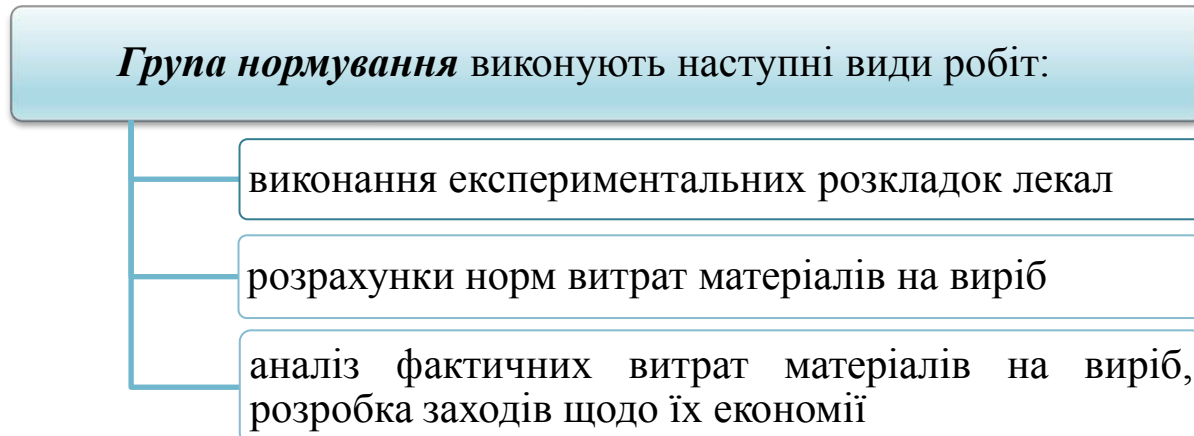 Група нормування виконують наступні види робіт:
виконання експериментальних розкладок лекал
розрахунки норм витрат матеріалів на виріб
аналіз фактичних витрат матеріалів на виріб,
розробка заходів щодо їх економії